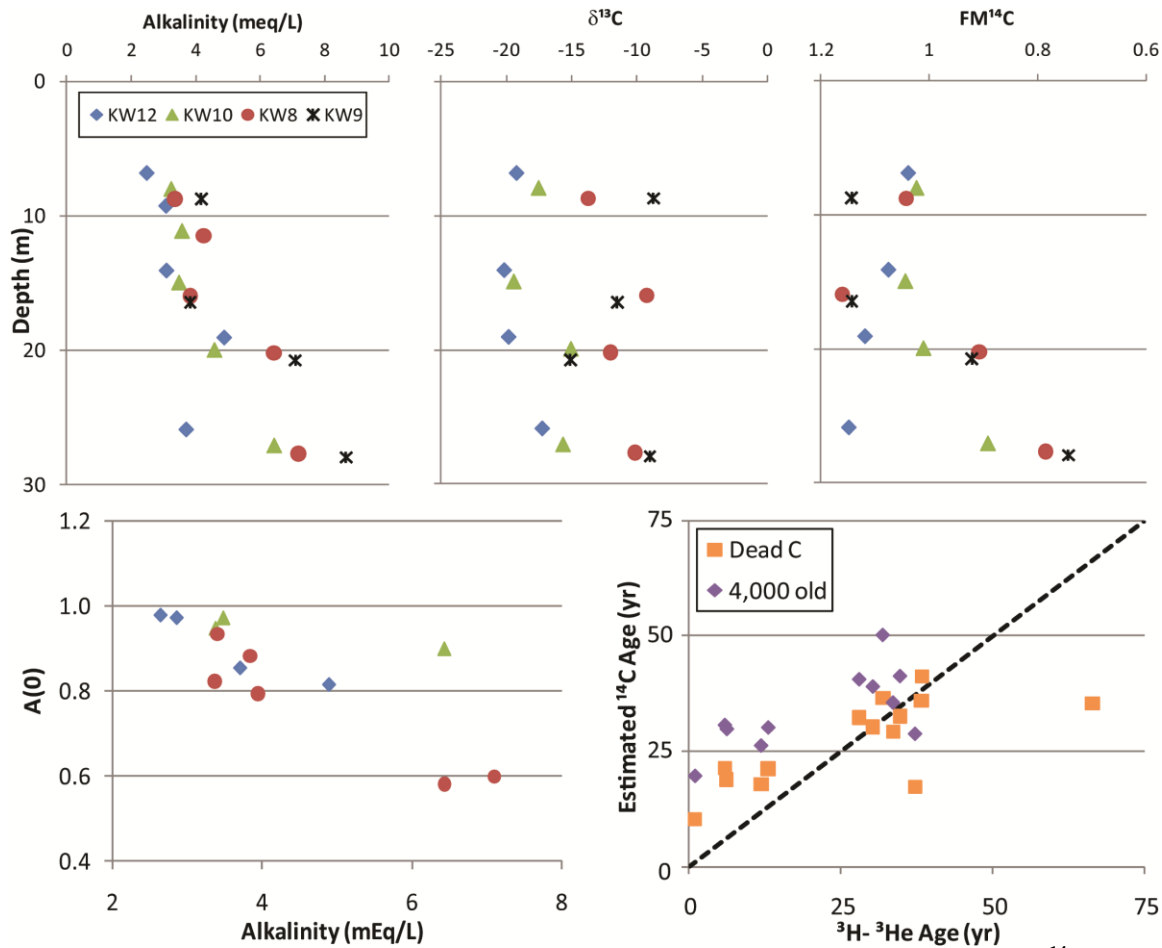 Alkalinity (meq/L)
0 2 4 6 8 10
δ¹³C
-25 -20 -15 -10 -5 0
FM¹⁴C
1.2 1 0.8 0.6
Depth (m)
0
10
20
30
KW12 KW10 KW8 KW9
A(0)
1.2
1.0
0.8
0.6
0.4
2 4 6 8
Alkalinity (mEq/L)
Estimated ¹⁴C Age (yr)
75
50
25
0
Dead C
4,000 old
0 25 50 75
³H- ³He Age (yr)